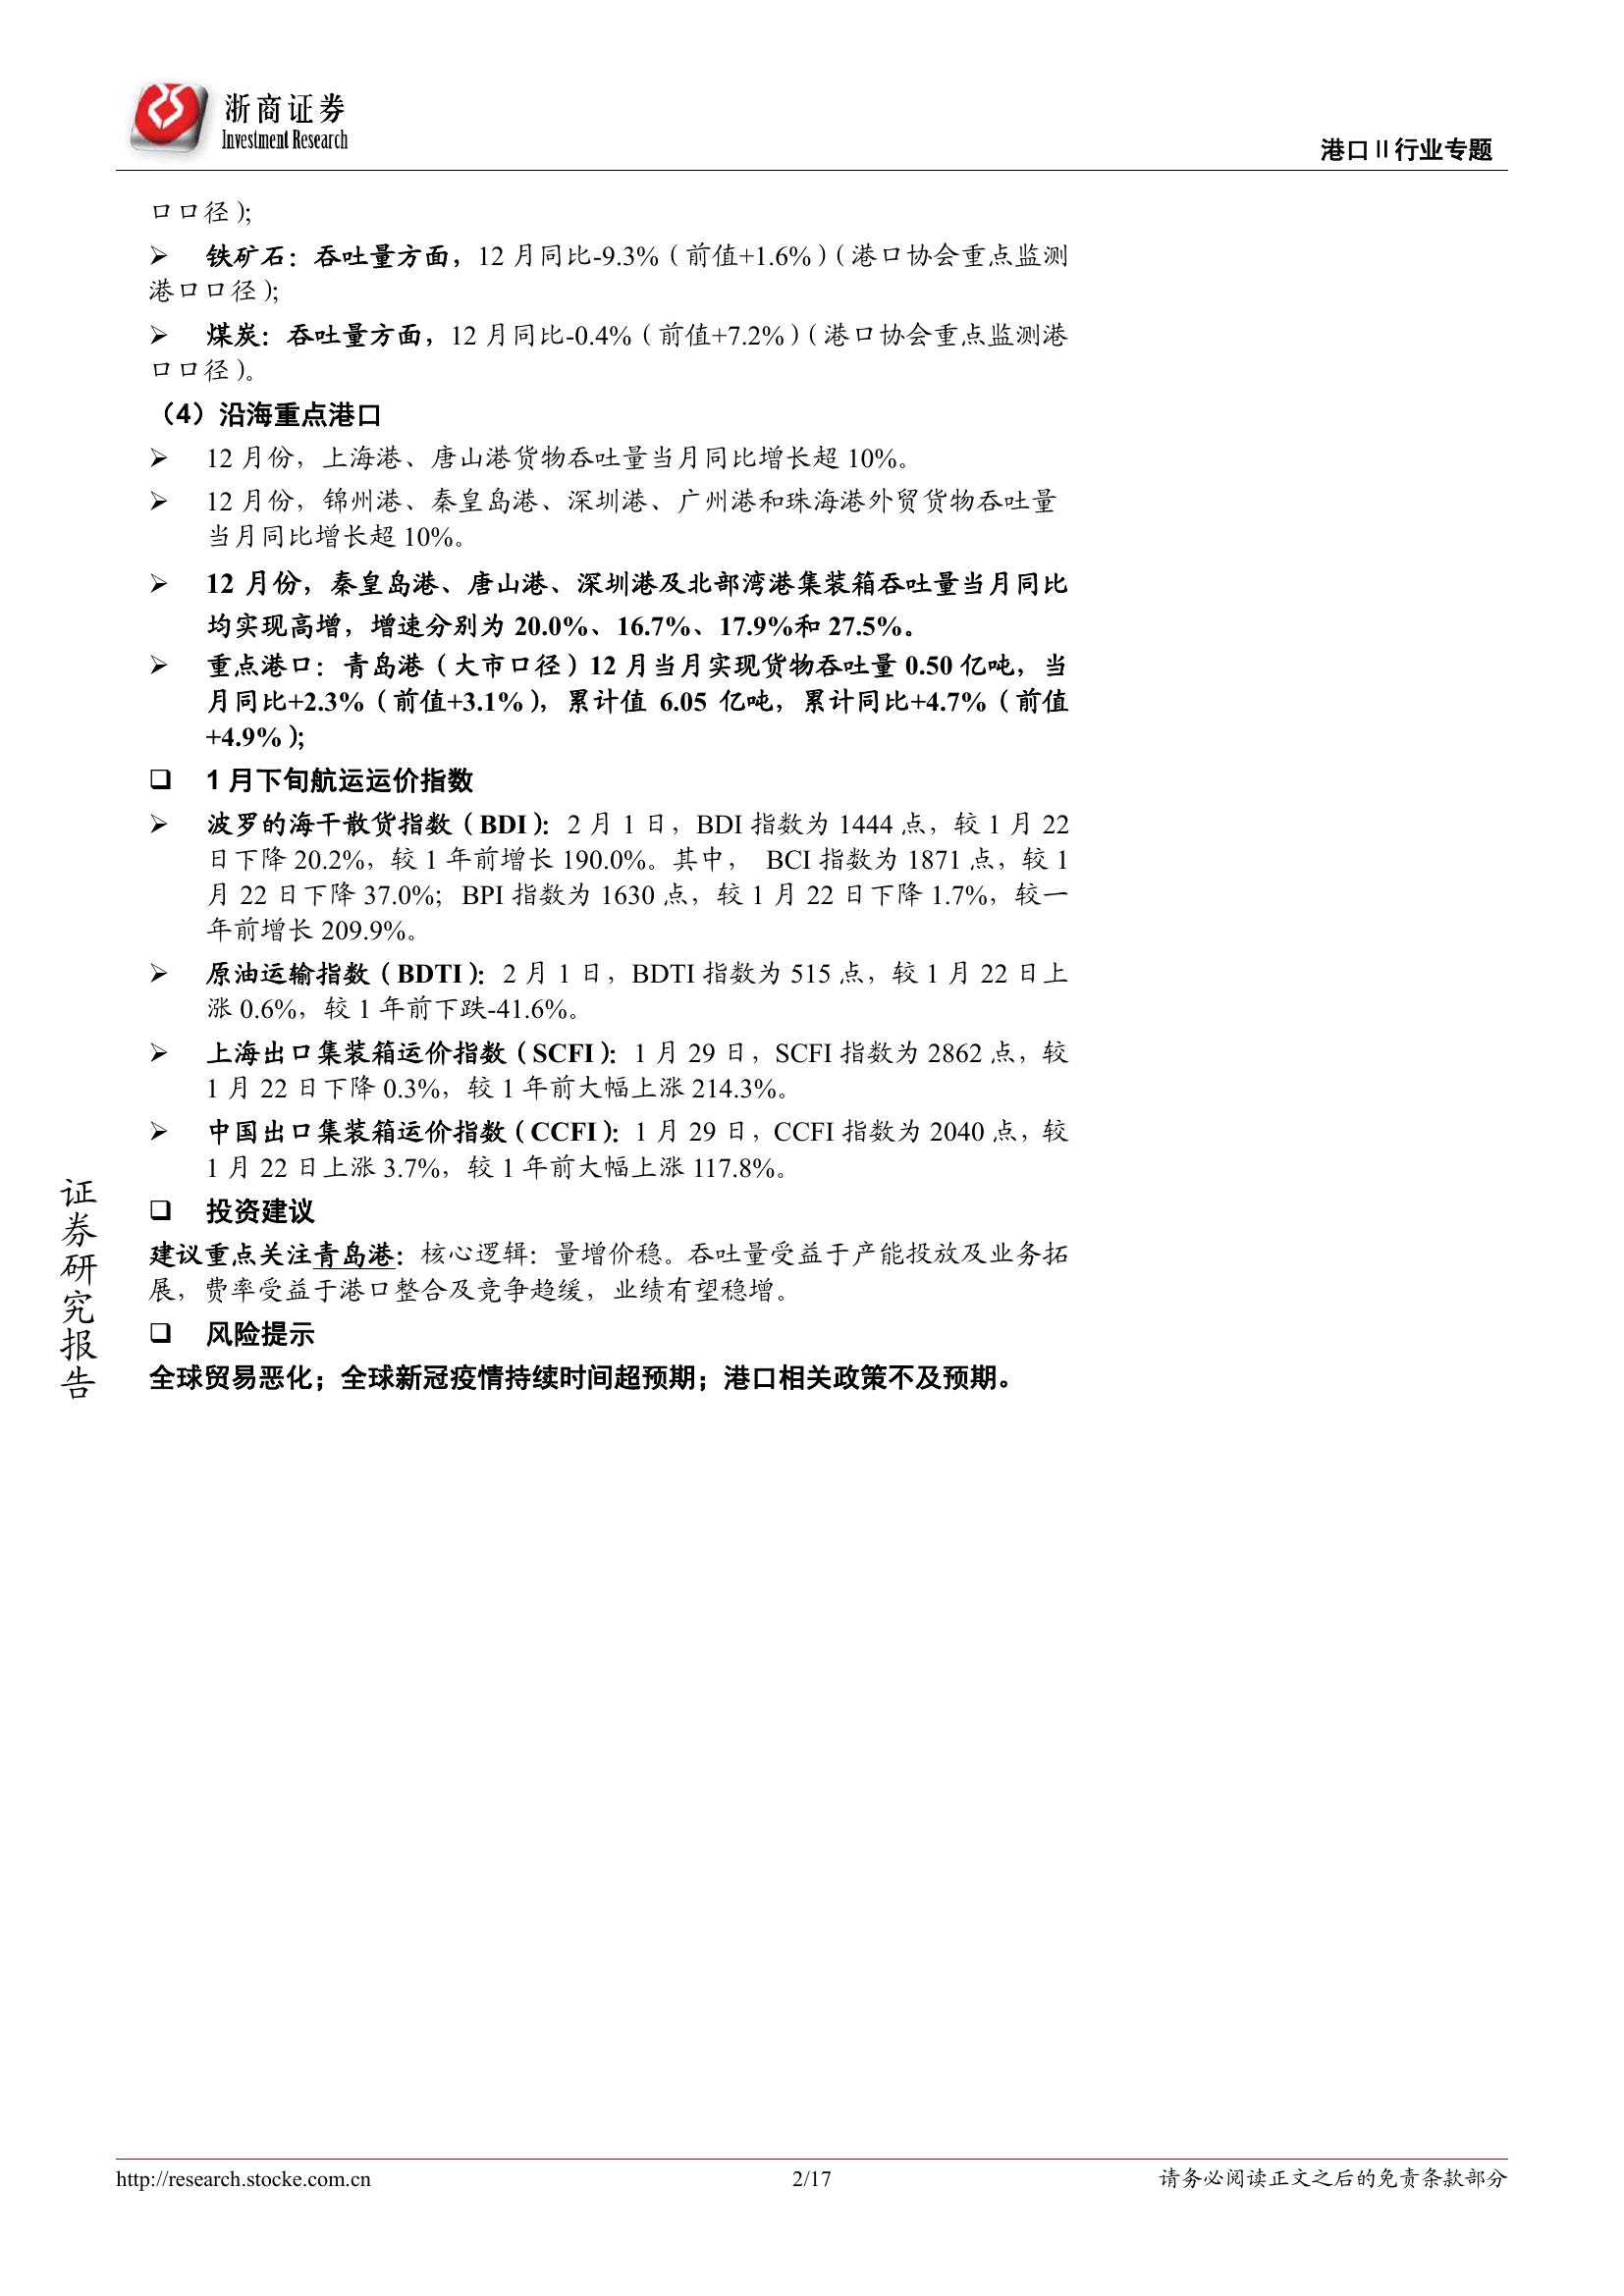 浙商证券
Investment Research
港口Ⅱ行业专题
口口径);
➢ 铁矿石：吞吐量方面，12 月同比-9.3%（前值+1.6%）（港口协会重点监测
港口口径);
➢ 煤炭：吞吐量方面，12 月同比-0.4%（前值+7.2%）（港口协会重点监测港
口口径)。
（4）沿海重点港口
➢ 12 月份，上海港、唐山港货物吞吐量当月同比增长超 10%。
➢ 12 月份，锦州港、秦皇岛港、深圳港、广州港和珠海港外贸货物吞吐量
当月同比增长超 10%。
➢ 12 月份，秦皇岛港、唐山港、深圳港及北部湾港集装箱吞吐量当月同比
均实现高增，增速分别为 20.0%、16.7%、17.9%和 27.5%。
➢ 重点港口：青岛港（大市口径）12 月当月实现货物吞吐量 0.50 亿吨，当
月同比+2.3%（前值+3.1%），累计值 6.05 亿吨，累计同比+4.7%（前值
+4.9%）；
❑ 1 月下旬航运运价指数
➢ 波罗的海干散货指数（BDI）：2 月 1 日，BDI 指数为 1444 点，较 1 月 22
日下降 20.2%，较 1 年前增长 190.0%。其中， BCI 指数为 1871 点，较 1
月 22 日下降 37.0%；BPI 指数为 1630 点，较 1 月 22 日下降 1.7%，较一
年前增长 209.9%。
➢ 原油运输指数（BDTI）：2 月 1 日，BDTI 指数为 515 点，较 1 月 22 日上
涨 0.6%，较 1 年前下跌-41.6%。
➢ 上海出口集装箱运价指数（SCFI）：1 月 29 日，SCFI 指数为 2862 点，较
1 月 22 日下降 0.3%，较 1 年前大幅上涨 214.3%。
➢ 中国出口集装箱运价指数（CCFI）：1 月 29 日，CCFI 指数为 2040 点，较
1 月 22 日上涨 3.7%，较 1 年前大幅上涨 117.8%。
❑ 投资建议
建议重点关注青岛港：核心逻辑：量增价稳。吞吐量受益于产能投放及业务拓
展，费率受益于港口整合及竞争趋缓，业绩有望稳增。
❑ 风险提示
全球贸易恶化；全球新冠疫情持续时间超预期；港口相关政策不及预期。
证券研究报告
http://research.stocke.com.cn
2/17
请务必阅读正文之后的免责条款部分